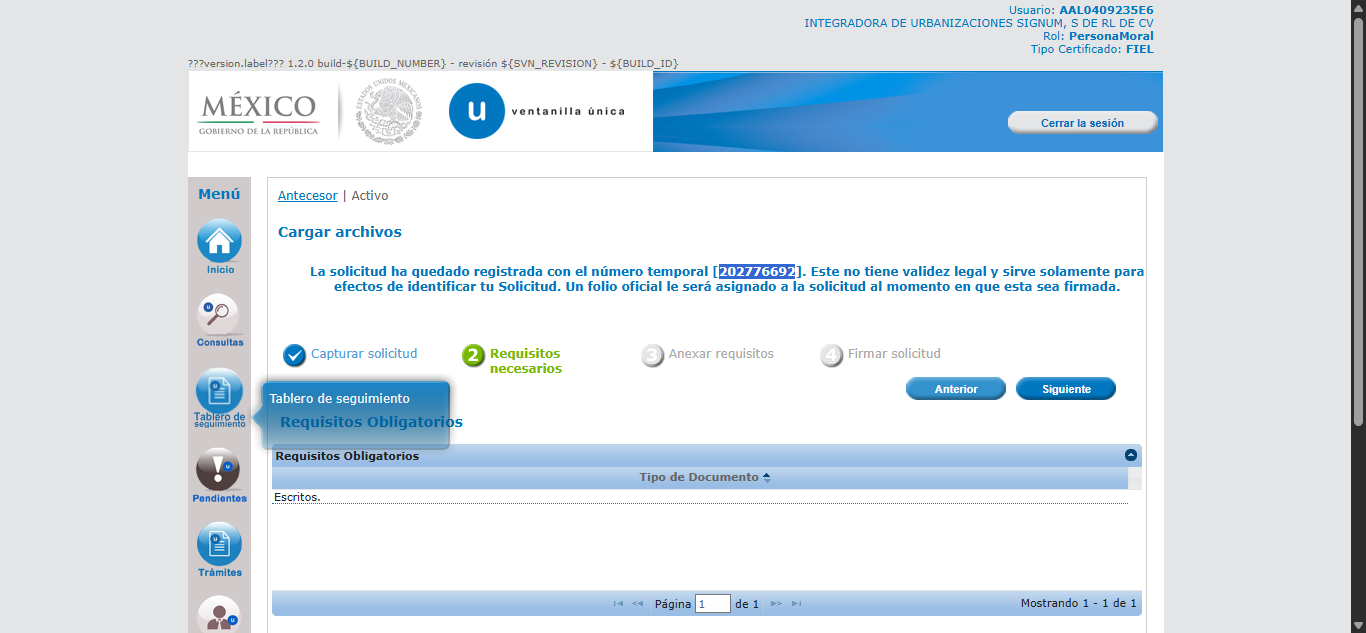 Usuario: AAL0409235E6
INTEGRADORA DE URBANIZACIONES SIGNUM, S DE RL DE CV
Rol: PersonaMoral
Tipo Certificado: FIEL
???version.label??? 1.2.0 build-${BUILD_NUMBER} - revisión ${SVN_REVISION} - ${BUILD_ID}
MÉXICO
GOBIERNO DE LA REPÚBLICA
ESTADOS UNIDOS MEXICANOS
u
ventanilla única
Cerrar la sesión
Menú
Inicio
Consultas
Tablero de seguimiento
Pendientes
Trámites
Antecesor | Activo
Cargar archivos
La solicitud ha quedado registrada con el número temporal [202776692]. Este no tiene validez legal y sirve solamente para
efectos de identificar tu Solicitud. Un folio oficial le será asignado a la solicitud al momento en que esta sea firmada.
Capturar solicitud
2 Requisitos
necesarios
3 Anexar requisitos
4 Firmar solicitud
Anterior
Siguiente
Tablero de seguimiento
Requisitos Obligatorios
Requisitos Obligatorios
Tipo de Documento
Escritos.
Página 1 de 1
Mostrando 1 - 1 de 1